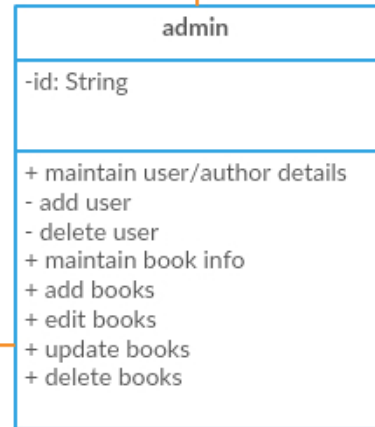 admin
-id: String
+ maintain user/author details
- add user
- delete user
+ maintain book info
+ add books
+ edit books
+ update books
+ delete books